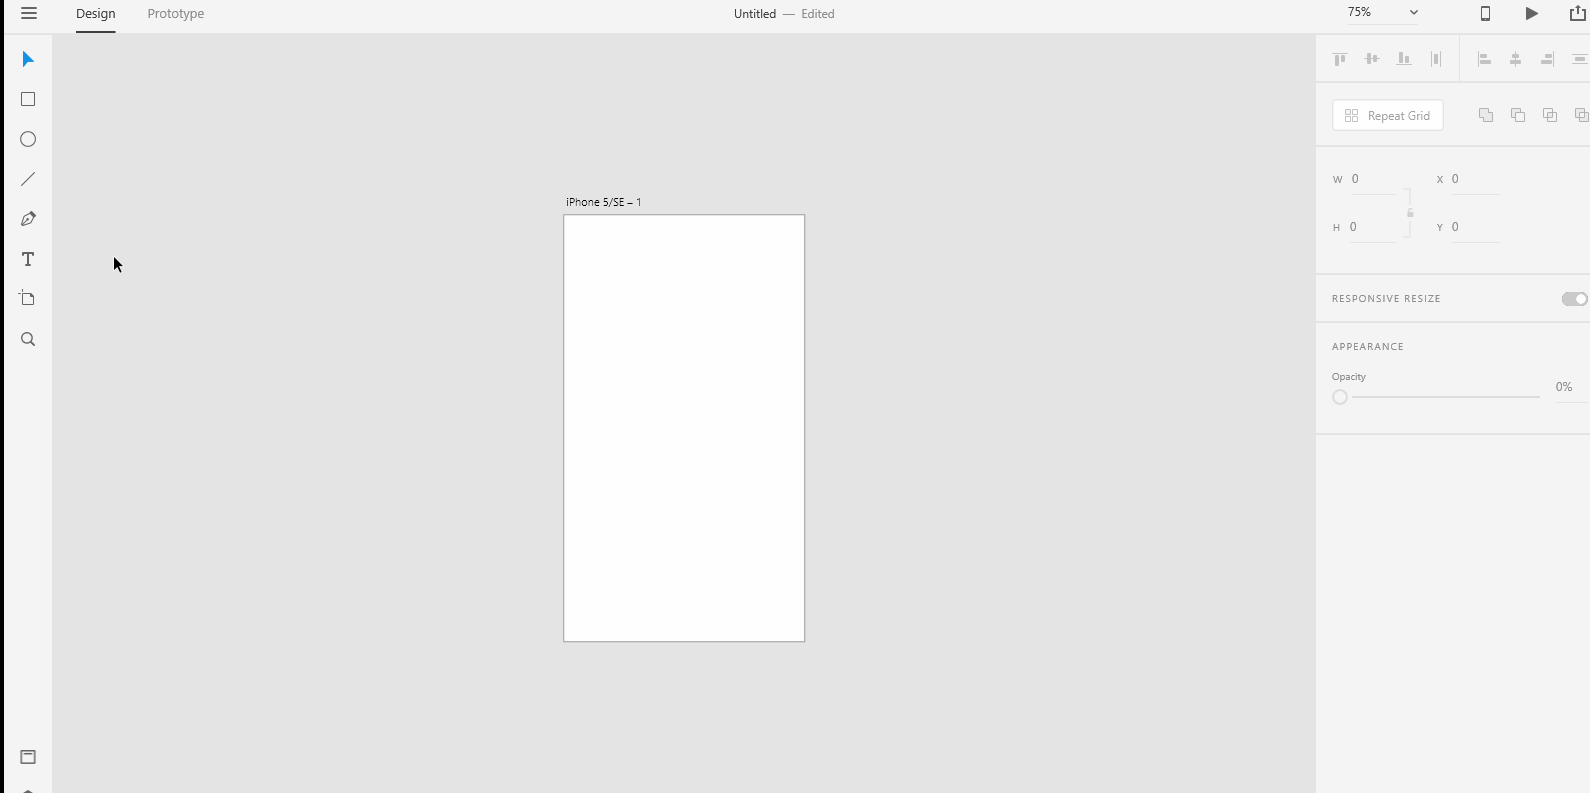 Design Prototype Untitled — Edited 75%
iPhone 5/SE – 1
Repeat Grid
W 0 X 0
H 0 Y 0
RESPONSIVE RESIZE
APPEARANCE
Opacity
0%